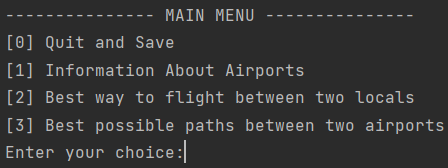 --------------- MAIN MENU ---------------
[0] Quit and Save
[1] Information About Airports
[2] Best way to flight between two locals
[3] Best possible paths between two airports
Enter your choice: